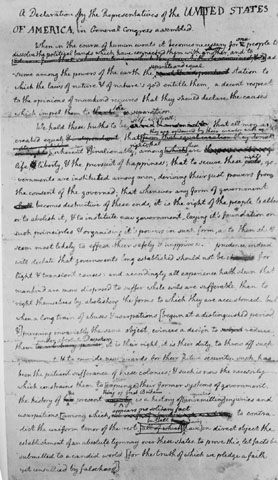 A Declaration by the Representatives of the UNITED STATES
OF AMERICA, in General Congress assembled.
When in the course of human events it becomes necessary for one people to
dissolve the political bands which have connected them with another, and to
assume among the powers of the earth the separate and equal station to
which the laws of nature & of nature's god entitle them, a decent respect
to the opinions of mankind requires that they should declare the causes
which impel them to the separation.
We hold these truths to be self-evident; that all men are
created equal
inherent & inalienable among
life, & liberty, & the pursuit of happiness; that to secure these rights, go-
vernments are instituted among men, deriving their just powers from
the consent of the governed; that whenever any form of government
becomes destructive of these ends, it is the right of the people to alter
or to abolish it, & to institute new government, laying it's foundation on
such principles & organising it's powers in such form, as to them shall
seem most likely to effect their safety & happiness. prudence indeed
will dictate that governments long established should not be changed for
light & transient causes: and accordingly all experience hath shewn that
mankind are more disposed to suffer while evils are sufferable, than to
right themselves by abolishing the forms to which they are accustomed. but
when a long train of abuses & usurpations [begun at a distinguished period
& pursuing invariably the same object, evinces a design to reduce
them under absolute Despotism it is their right, it is their duty, to throw off such
& to provide new guards for their future security. such has
been the patient sufferance of these colonies; & such is now the necessity
which constrains them to [expunge] their former systems of government.
the history of the present king of Great Britain is a history of [unremitting] injuries and
usurpations, [among which appears no solitary fact to contra-
dict the uniform tenor of the rest in direct object the
establishment of an absolute tyranny over these states. to prove this, let facts be
submitted to a candid world [for the truth of which we pledge a faith
yet unsullied by falsehood]